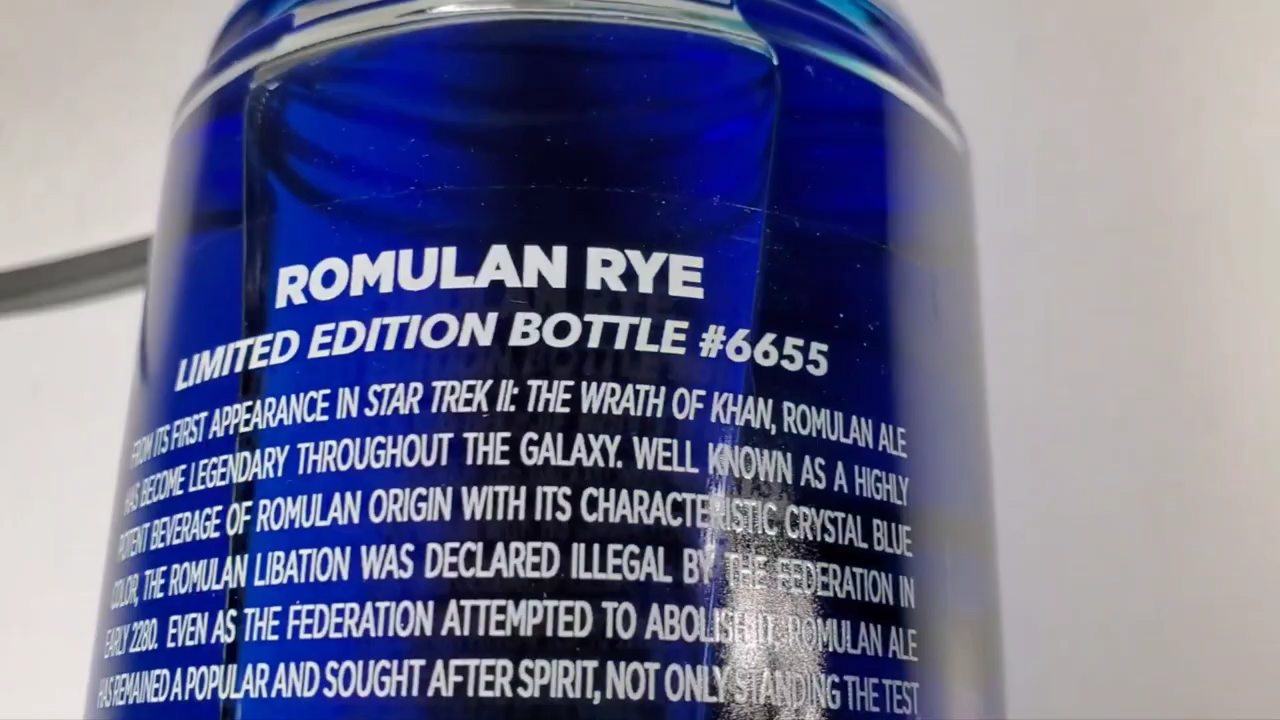 ROMULAN RYE
LIMITED EDITION BOTTLE #6655
FROM ITS FIRST APPEARANCE IN STAR TREK II: THE WRATH OF KHAN, ROMULAN ALE
HAS BECOME LEGENDARY THROUGHOUT THE GALAXY. WELL KNOWN AS A HIGHLY
POTENT BEVERAGE OF ROMULAN ORIGIN WITH ITS CHARACTERISTIC CRYSTAL BLUE
COLOR, THE ROMULAN LIBATION WAS DECLARED ILLEGAL BY THE FEDERATION IN
EARLY 2280. EVEN AS THE FEDERATION ATTEMPTED TO ABOLISH IT, ROMULAN ALE
HAS REMAINED A POPULAR AND SOUGHT AFTER SPIRIT, NOT ONLY STANDING THE TEST